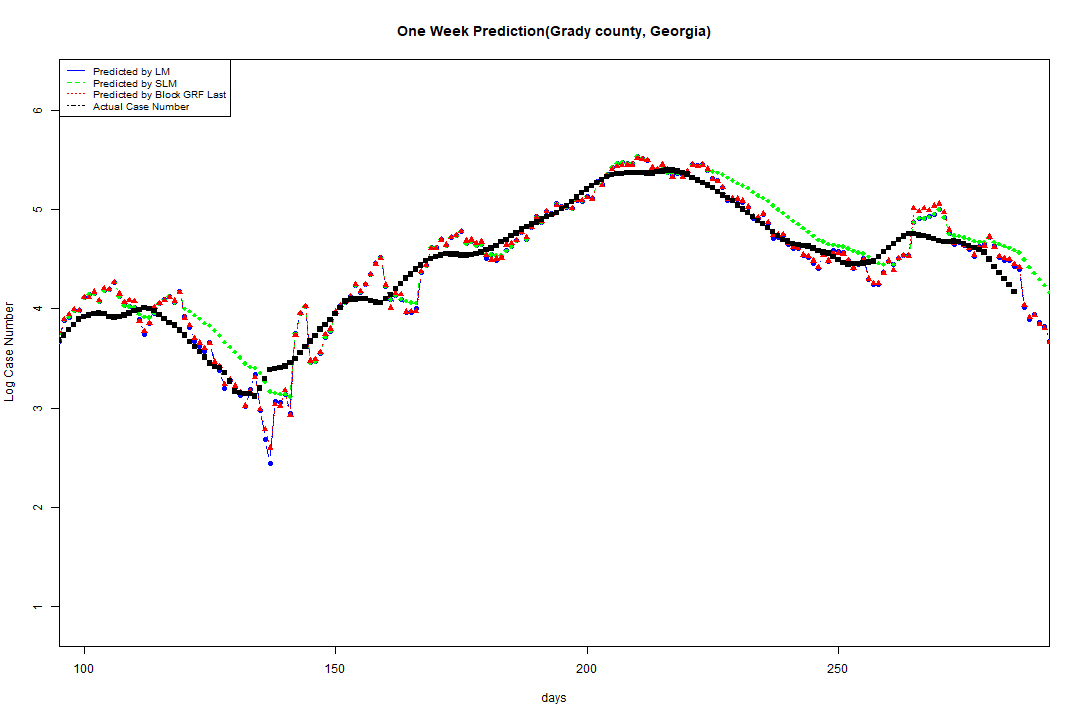 One Week Prediction(Grady county, Georgia)
Predicted by LM
Predicted by SLM
Predicted by Block GRF Last
Actual Case Number
6
5
4
3
2
1
Log Case Number
100 150 200 250
days